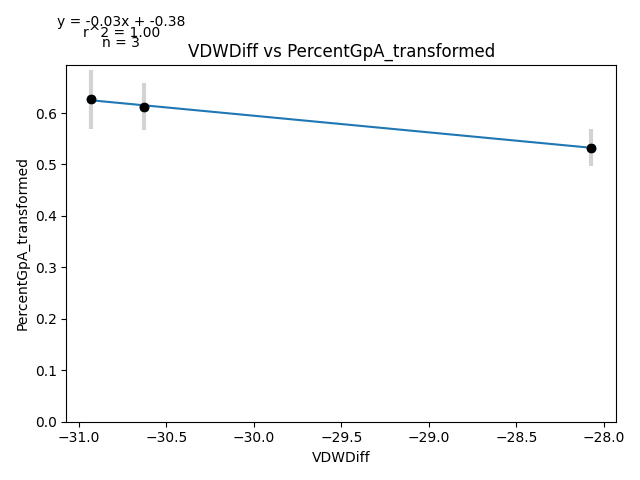 y = -0.03x + -0.38
r^2 = 1.00
n = 3
VDWDiff vs PercentGpA_transformed
PercentGpA_transformed
0.6
0.5
0.4
0.3
0.2
0.1
0.0
−31.0 −30.5 −30.0 −29.5 −29.0 −28.5 −28.0
VDWDiff